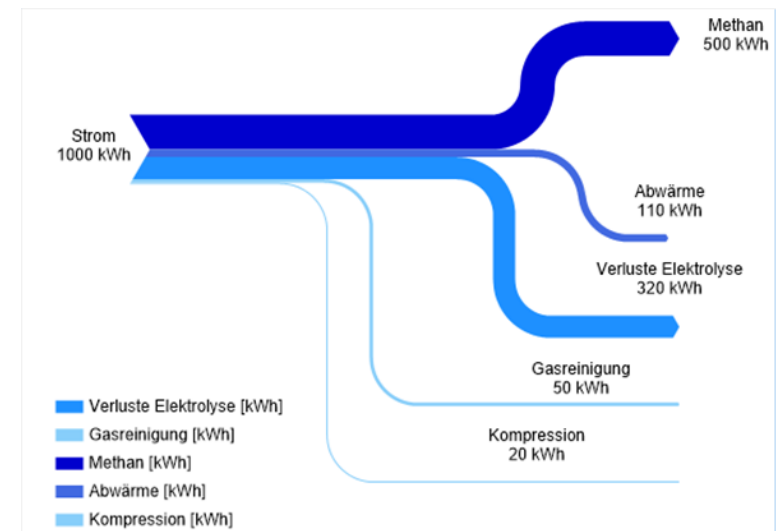 Methan
500 kWh
Strom
1000 kWh
Abwärme
110 kWh
Verluste Elektrolyse
320 kWh
Gasreinigung
50 kWh
Kompression
20 kWh
Verluste Elektrolyse [kWh]
Gasreinigung [kWh]
Methan [kWh]
Abwärme [kWh]
Kompression [kWh]